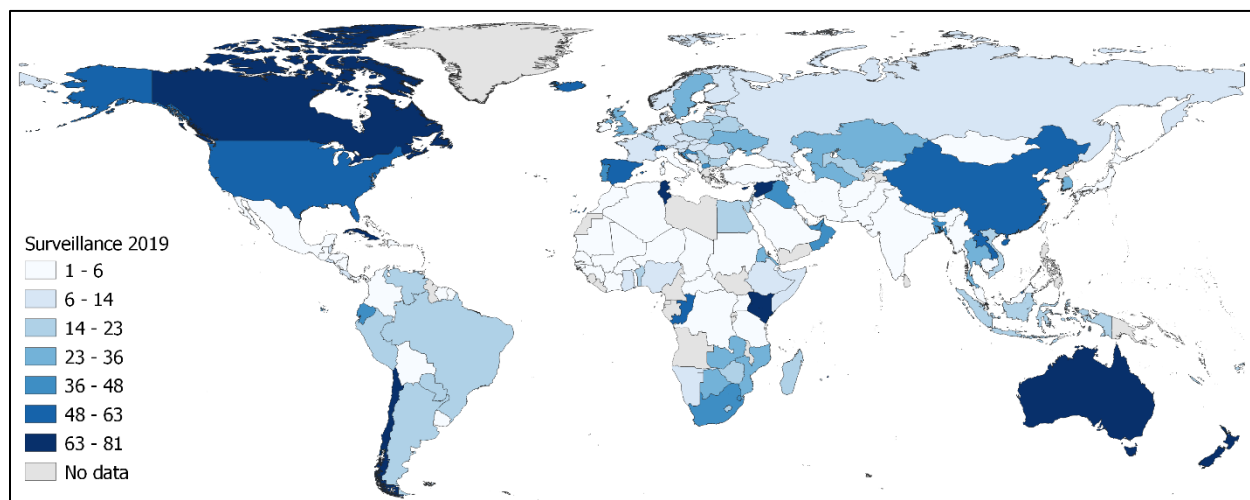 Surveillance 2019
1 - 6
6 - 14
14 - 23
23 - 36
36 - 48
48 - 63
63 - 81
No data